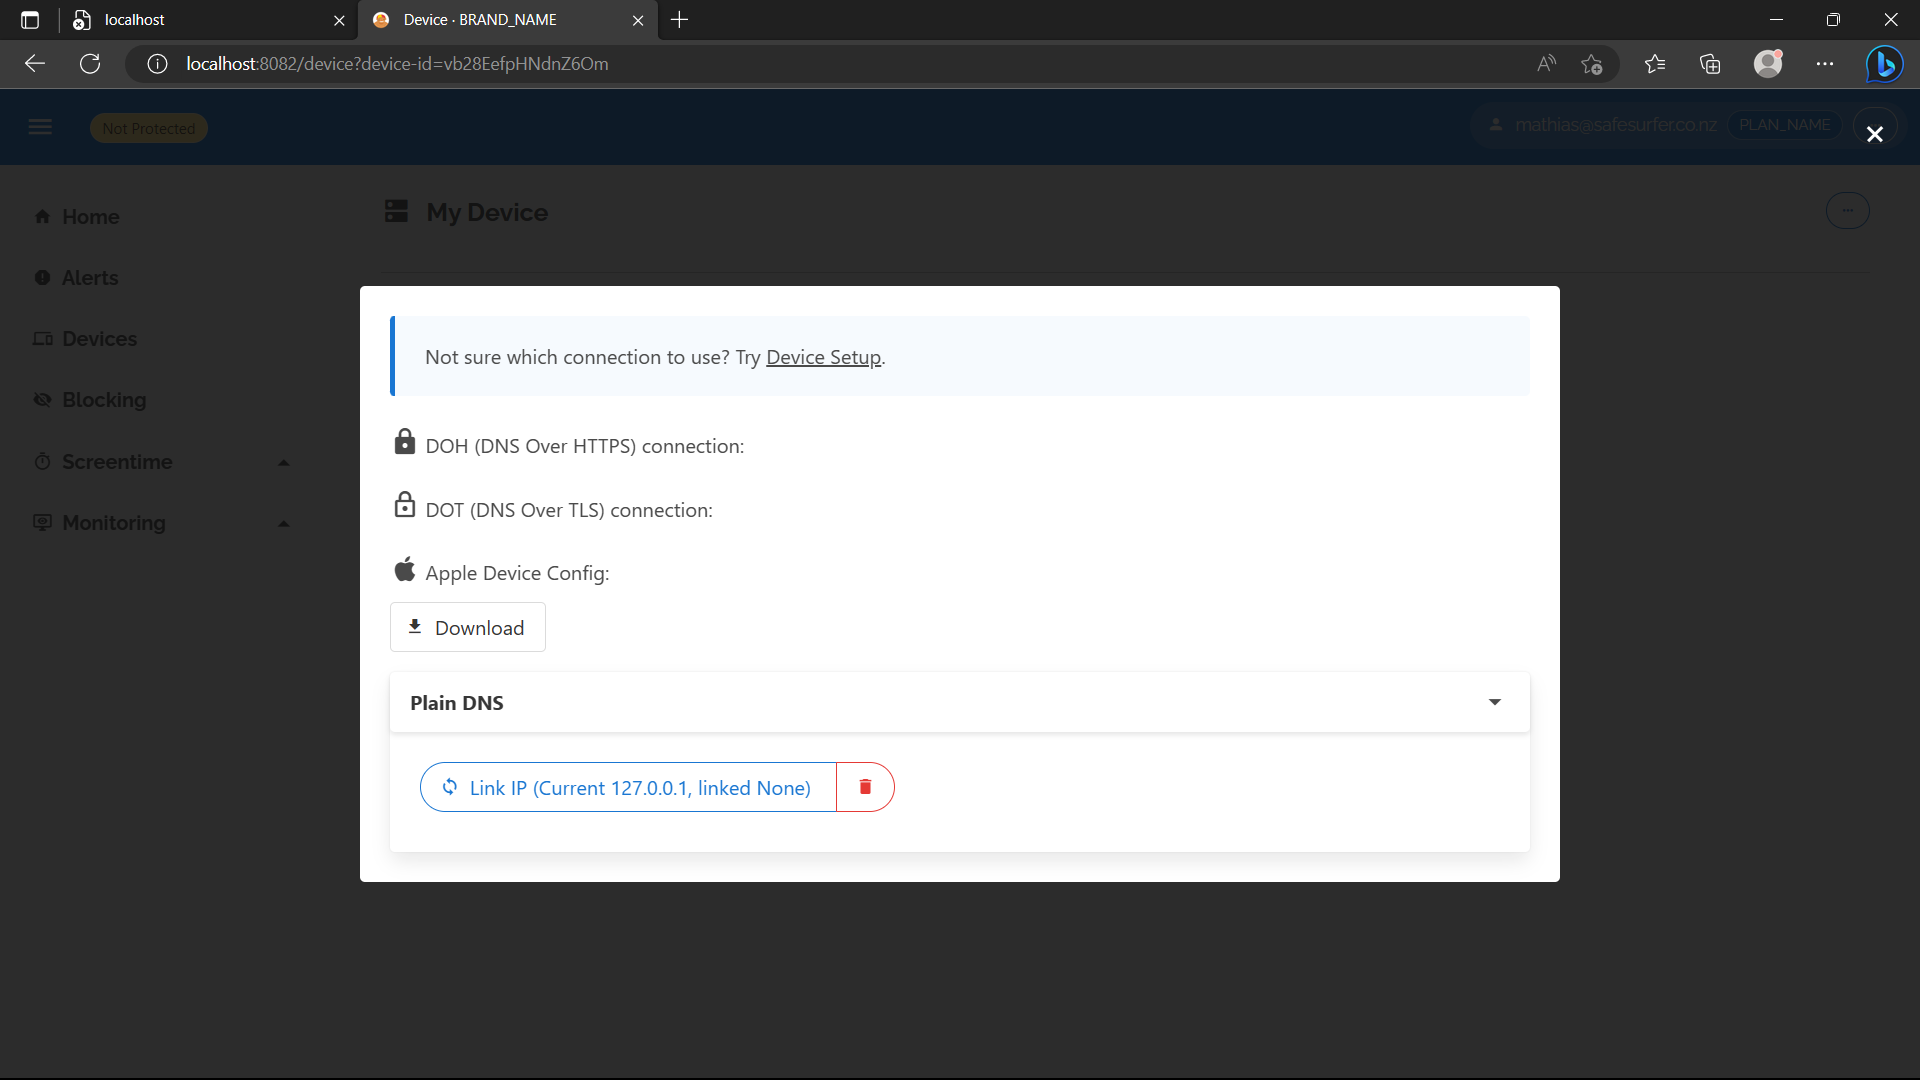 localhost
Device · BRAND_NAME
localhost:8082/device?device-id=vb28EefpHNdnZ6Om
Not Protected
mathias@safesurfer.co.nz
PLAN_NAME
Home
My Device
Alerts
Devices
Blocking
Screentime
Monitoring
Not sure which connection to use? Try Device Setup.
DOH (DNS Over HTTPS) connection:
DOT (DNS Over TLS) connection:
Apple Device Config:
Download
Plain DNS
Link IP (Current 127.0.0.1, linked None)